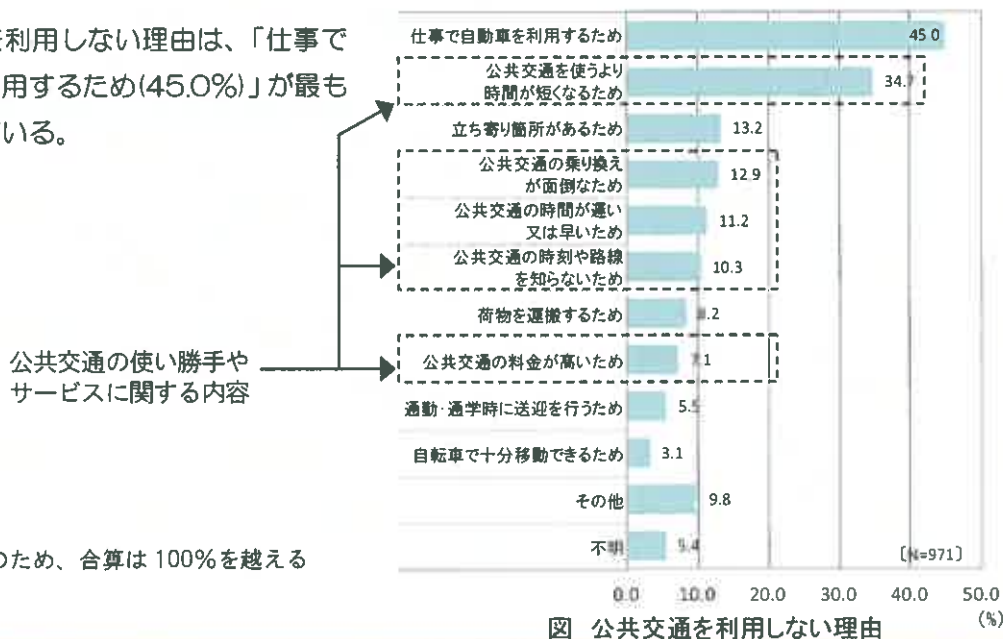 を利用しない理由は、「仕事で
用するため(45.0%)」が最も
いる。
公共交通の使い勝手や
サービスに関する内容
のため、合算は 100%を越える
仕事で自動車を利用するため
45.0
公共交通を使うより
時間が短くなるため
34.7
立ち寄り箇所があるため
13.2
公共交通の乗り換え
が面倒なため
12.9
公共交通の時間が遅い
又は早いため
11.2
公共交通の時刻や路線
を知らないため
10.3
荷物を運搬するため
8.2
公共交通の料金が高いため
7.1
通勤・通学時に送迎を行うため
5.5
自転車で十分移動できるため
3.1
その他
9.8
不明
5.4
[N=971]
0.0 10.0 20.0 30.0 40.0 50.0
(%)
図 公共交通を利用しない理由